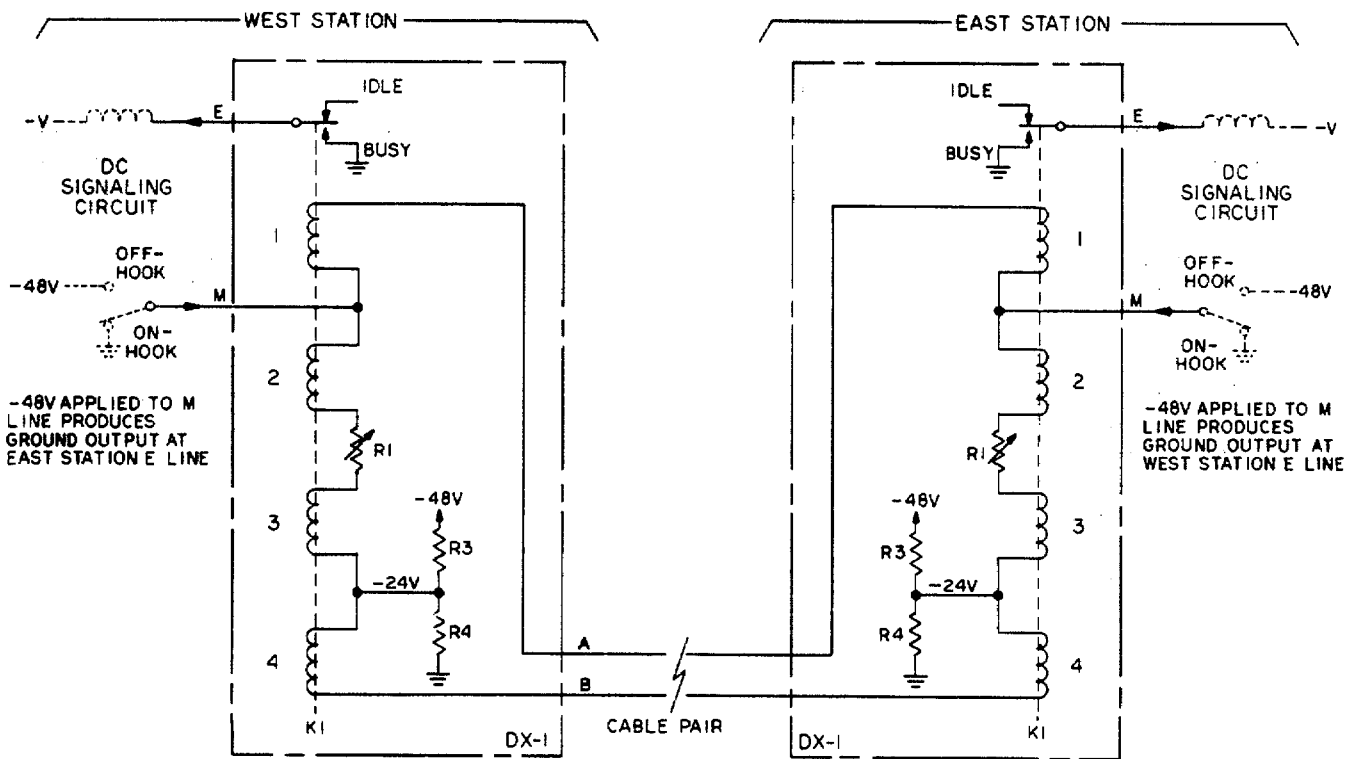 WEST STATION
EAST STATION
IDLE
E
-V
BUSY
DC
SIGNALING
CIRCUIT
1
OFF-
HOOK
-48V
M
ON-
HOOK
2
-48V APPLIED TO M
LINE PRODUCES
GROUND OUTPUT AT
EAST STATION E LINE
R1
3
-48V
R3
-24V
R4
4
K1
DX-1
A
B
CABLE PAIR
IDLE
E
-V
BUSY
DC
SIGNALING
CIRCUIT
1
OFF-
HOOK
-48V
M
ON-
HOOK
2
-48V APPLIED TO M
LINE PRODUCES
GROUND OUTPUT AT
WEST STATION E LINE
R1
3
-48V
R3
-24V
R4
4
K1
DX-1